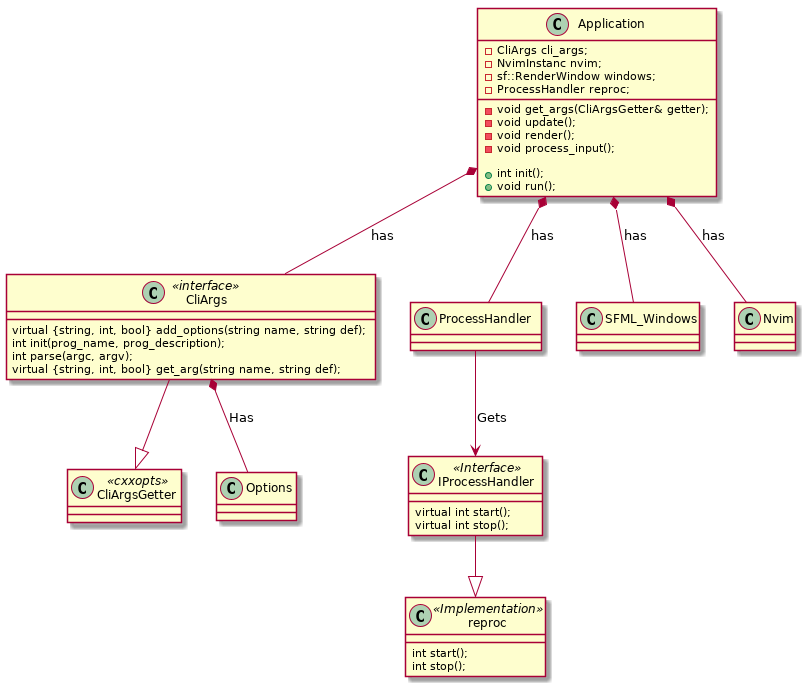 C Application
CliArgs cli_args;
NvimInstanc nvim;
sf::RenderWindow windows;
ProcessHandler reproc;
void get_args(CliArgsGetter& getter);
void update();
void render();
void process_input();
int init();
void run();
has
has
has
has
C «interface»
CliArgs
virtual {string, int, bool} add_options(string name, string def);
int init(prog_name, prog_description);
int parse(argc, argv);
virtual {string, int, bool} get_arg(string name, string def);
C ProcessHandler
C SFML_Windows
C Nvim
Has
Gets
C «cxxopts»
CliArgsGetter
C Options
C «Interface»
IProcessHandler
virtual int start();
virtual int stop();
C «Implementation»
reproc
int start();
int stop();